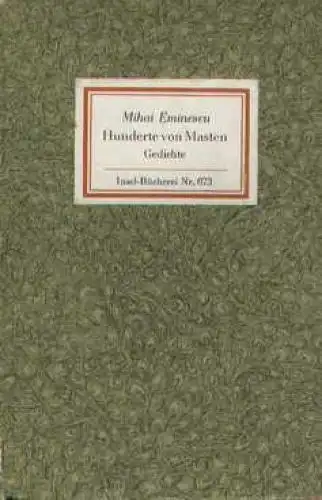 Mihai Eminescu
Hunderte von Masten
Gedichte
Insel-Bücherei Nr. 673